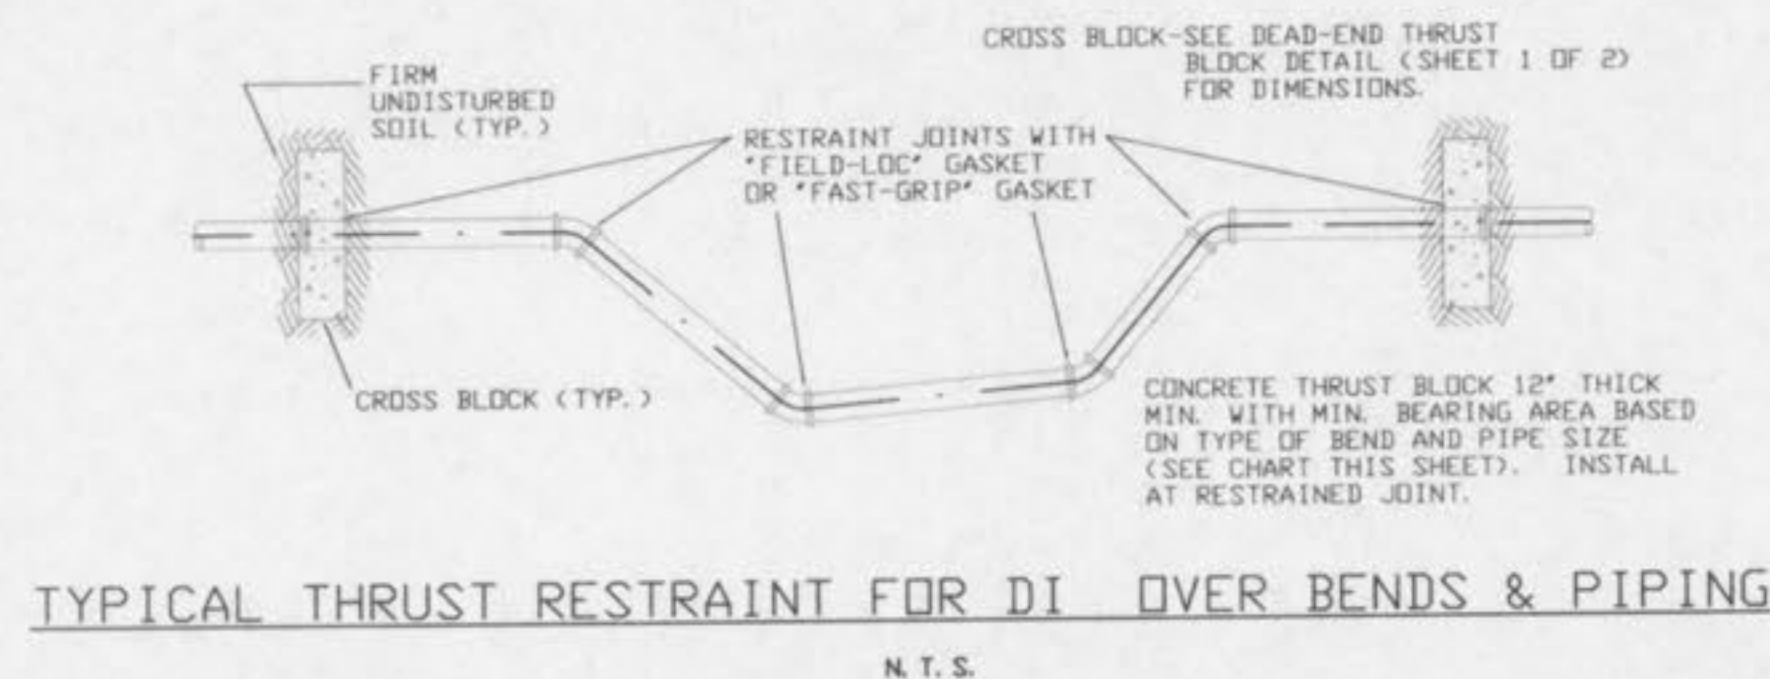 CROSS BLOCK-SEE DEAD-END THRUST
BLOCK DETAIL (SHEET 1 OF 2)
FOR DIMENSIONS.
FIRM
UNDISTURBED
SOIL (TYP.)
RESTRAINT JOINTS WITH
"FIELD-LOC" GASKET
OR "FAST-GRIP" GASKET
CROSS BLOCK (TYP.)
CONCRETE THRUST BLOCK 12" THICK
MIN. WITH MIN. BEARING AREA BASED
ON TYPE OF BEND AND PIPE SIZE
(SEE CHART THIS SHEET). INSTALL
AT RESTRAINED JOINT.
TYPICAL THRUST RESTRAINT FOR DI OVER BENDS & PIPING
N. T. S.